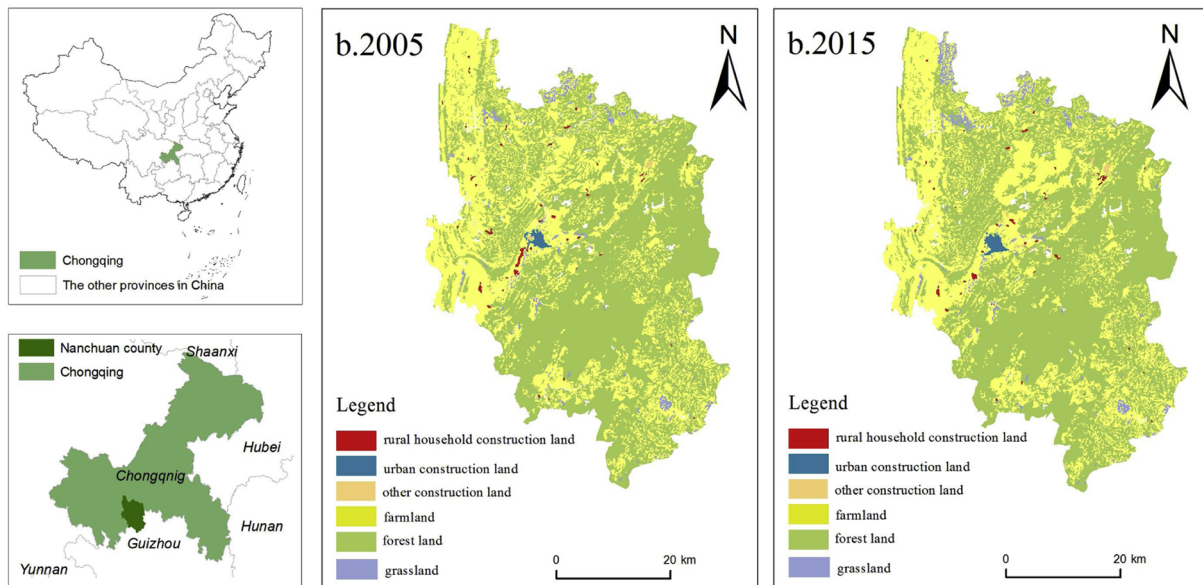 Chongqing
The other provinces in China
Nanchuan county
Chongqing
Shaanxi
Hubei
Chongqnig
Hunan
Guizhou
Yunnan
b.2005
N
Legend
rural household construction land
urban construction land
other construction land
farmland
forest land
grassland
0 20 km
b.2015
N
Legend
rural household construction land
urban construction land
other construction land
farmland
forest land
grassland
0 20 km